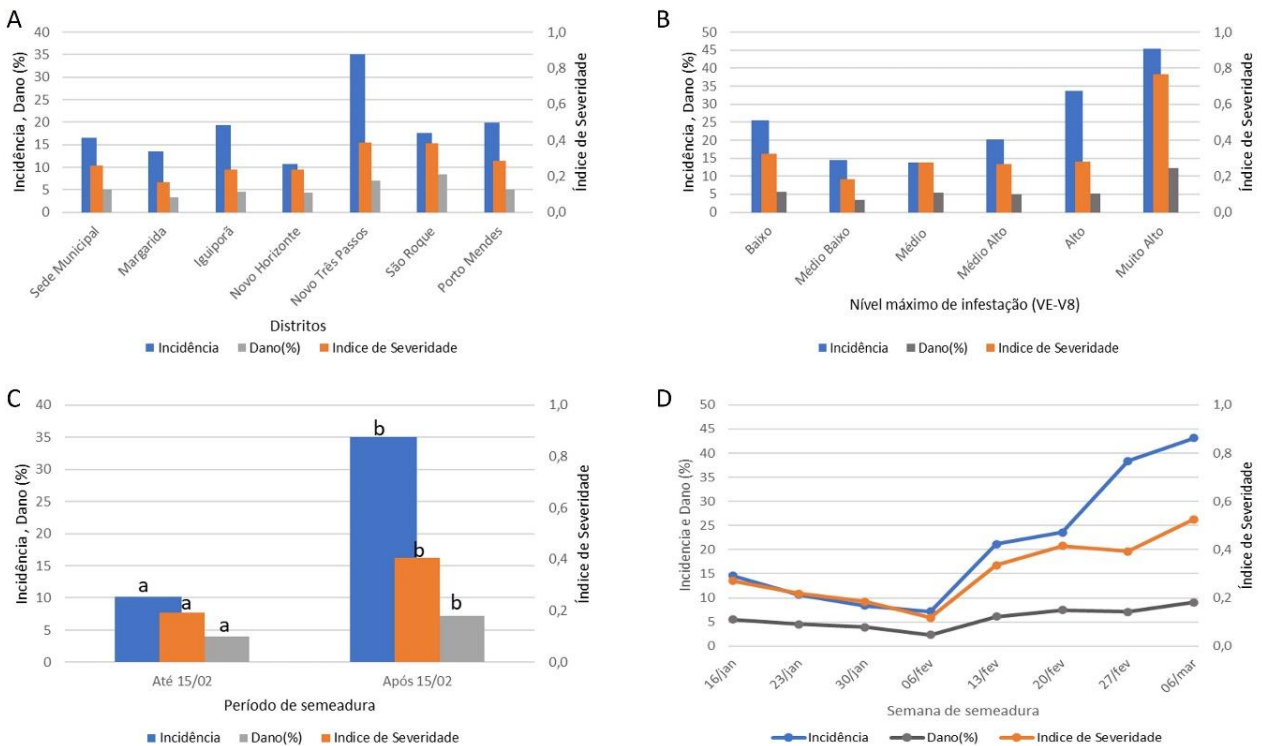 A
Incidência , Dano (%)
40
35
30
25
20
15
10
5
0
1,0
0,8
0,6
0,4
0,2
0,0
Índice de Severidade
Sede Municipal
Margarida
Iguiporã
Novo Horizonte
Novo Três Passos
São Roque
Porto Mendes
Distritos
Incidência Dano(%) Indice de Severidade
B
Incidência , Dano (%)
50
45
40
35
30
25
20
15
10
5
0
1,0
0,8
0,6
0,4
0,2
0,0
Índice de Severidade
Baixo
Médio Baixo
Médio
Médio Alto
Alto
Muito Alto
Nível máximo de infestação (VE-V8)
Incidência Dano(%) Indice de Severidade
C
Incidência , Dano (%)
40
35
30
25
20
15
10
5
0
a
a
a
b
b
b
1,0
0,8
0,6
0,4
0,2
0,0
Índice de Severidade
Até 15/02
Após 15/02
Período de semeadura
Incidência Dano(%) Indice de Severidade
D
Incidencia e Dano (%)
50
45
40
35
30
25
20
15
10
5
0
1,0
0,8
0,6
0,4
0,2
0,0
Índice de Severidade
16/jan
23/jan
30/jan
06/fev
13/fev
20/fev
27/fev
06/mar
Semana de semeadura
Incidência Dano(%) Indice de Severidade